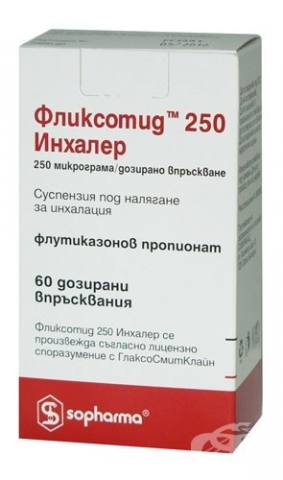 Фликсотид™ 250
Инхалер
250 микрограма/дозирано впръскване
Суспензия под налягане
за инхалация
флутиказонов пропионат
60 дозирани
впръсквания
Фликсотид 250 Инхалер се
произвежда съгласно лицензно
споразумение с ГлаксоСмитКлайн
sopharma®